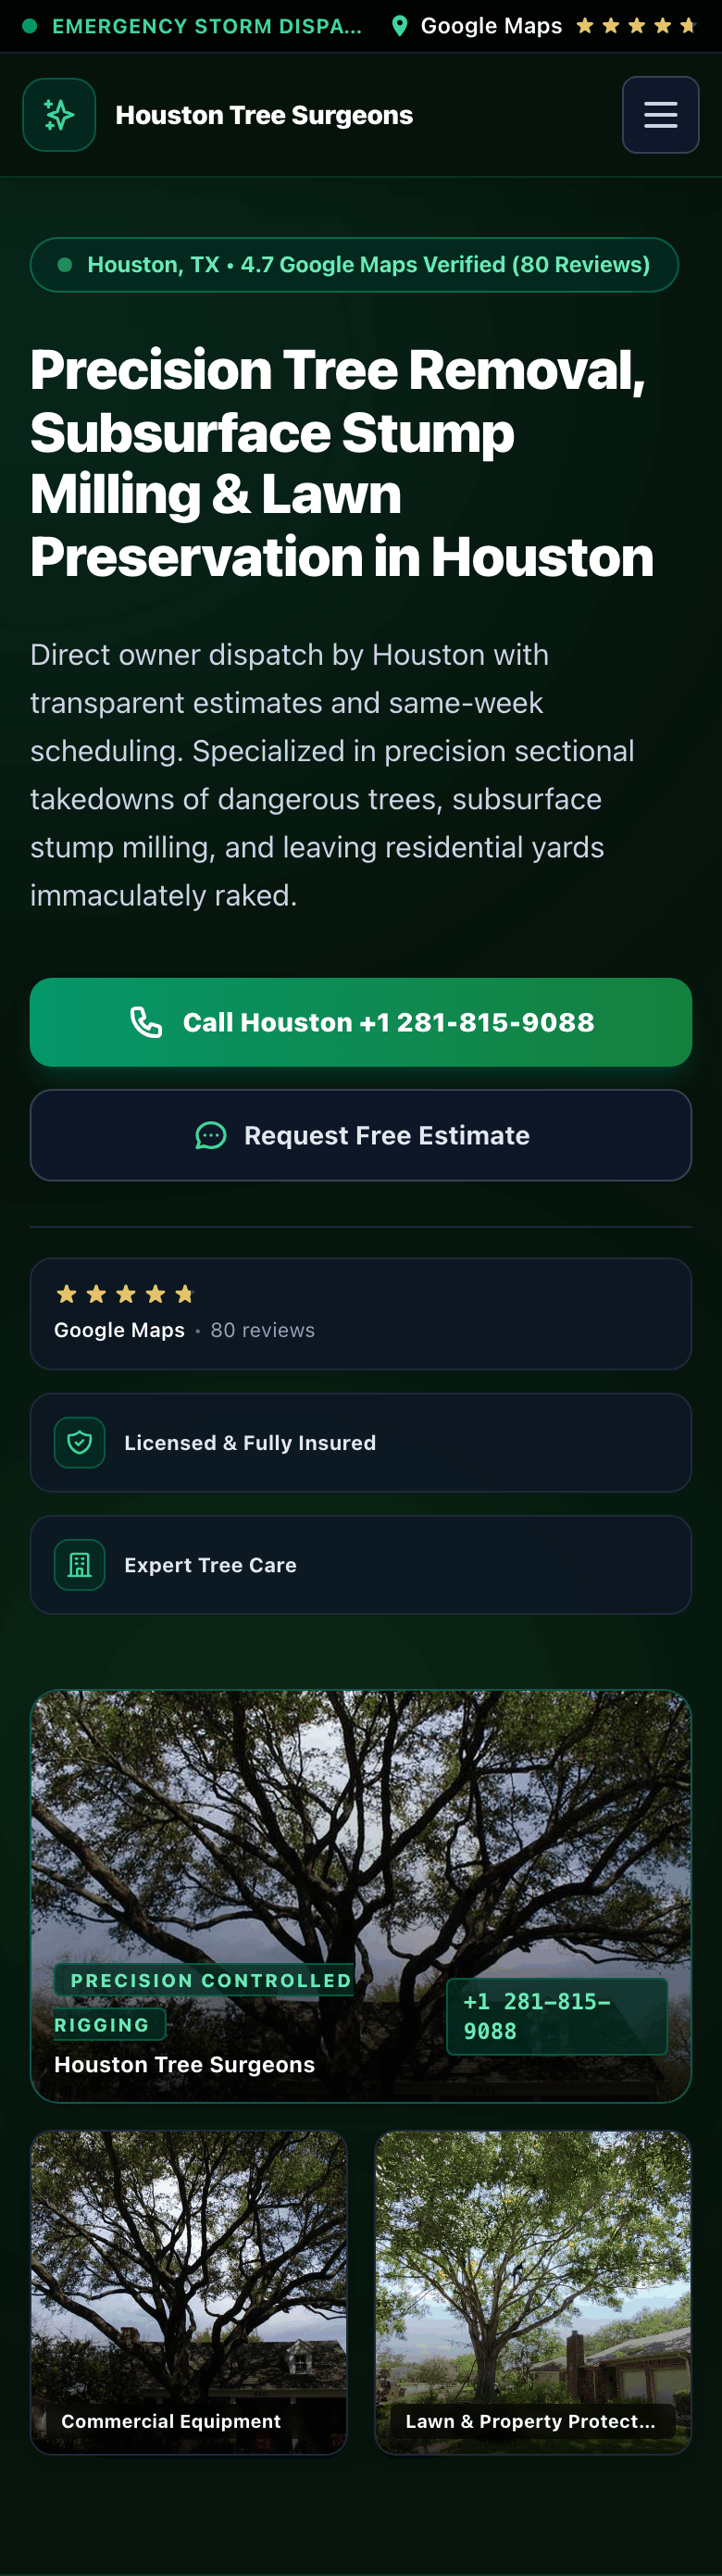 EMERGENCY STORM DISPA...
Google Maps
Houston Tree Surgeons
Houston, TX • 4.7 Google Maps Verified (80 Reviews)
Precision Tree Removal,
Subsurface Stump
Milling & Lawn
Preservation in Houston
Direct owner dispatch by Houston with
transparent estimates and same-week
scheduling. Specialized in precision sectional
takedowns of dangerous trees, subsurface
stump milling, and leaving residential yards
immaculately raked.
Call Houston +1 281-815-9088
Request Free Estimate
Google Maps • 80 reviews
Licensed & Fully Insured
Expert Tree Care
PRECISION CONTROLLED
RIGGING
Houston Tree Surgeons
+1 281-815-
9088
Commercial Equipment
Lawn & Property Protect...